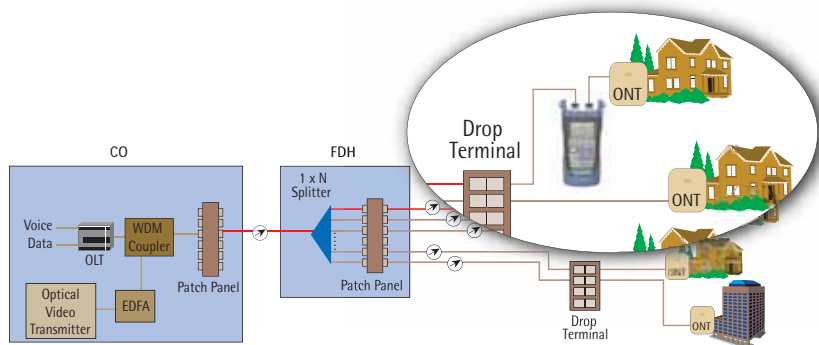 CO
Voice
Data
OLT
WDM
Coupler
Optical
Video
Transmitter
EDFA
Patch Panel
FDH
1 x N
Splitter
Patch Panel
Drop
Terminal
ONT
ONT
ONT
Drop
Terminal
ONT